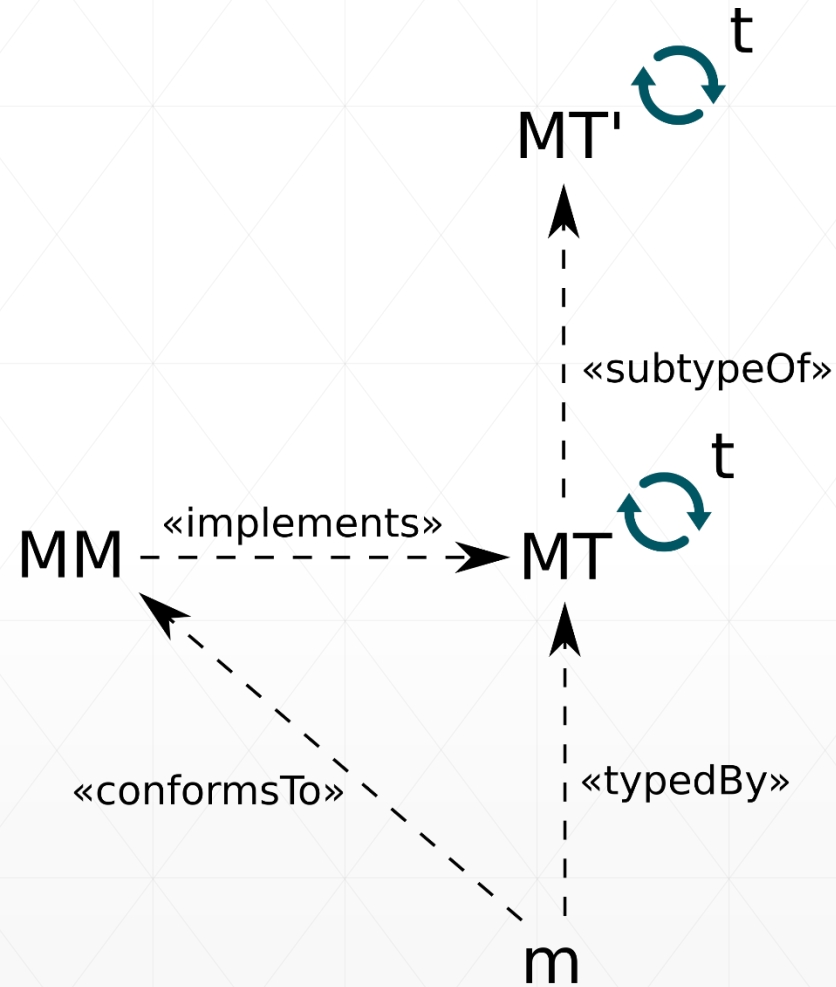 t
MT'
«subtypeOf»
t
«implements»
MM
MT
«conformsTo»
«typedBy»
m